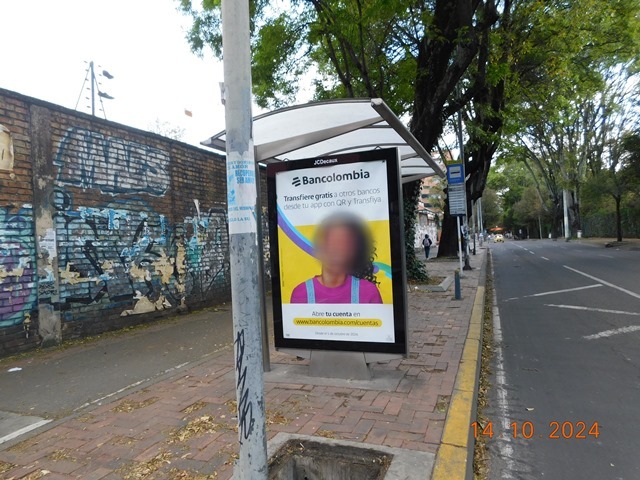 JCDecaux
Bancolombia
Transfiere gratis a otros bancos
desde tu app con QR y Transfiya
Abre tu cuenta en
www.bancolombia.com/cuentas
14 10 2024